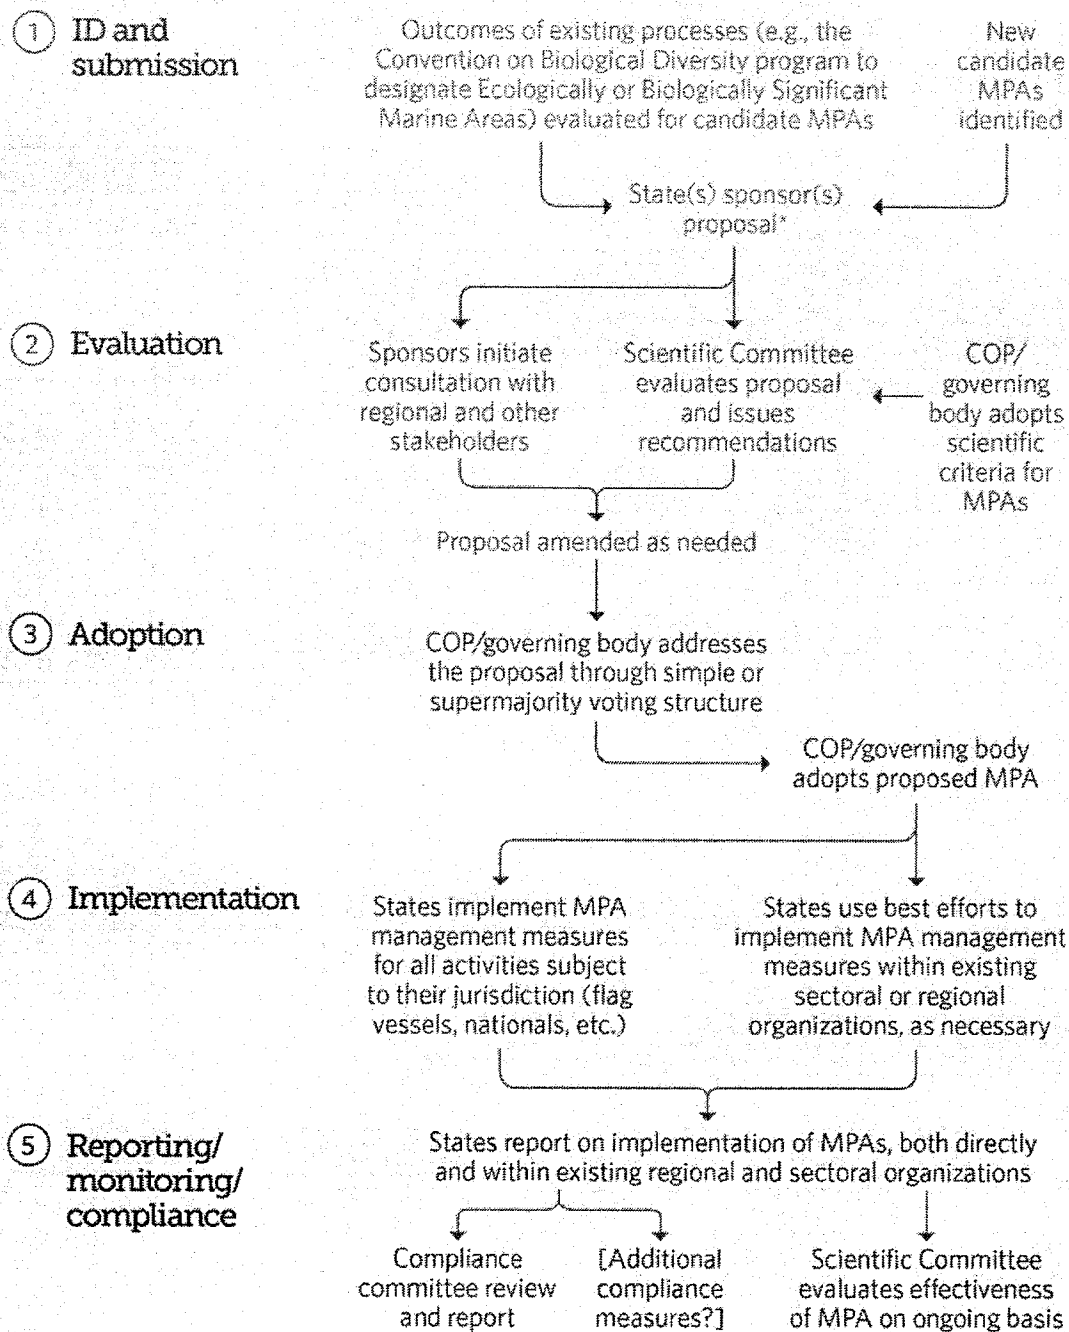 1 ID and
submission
Outcomes of existing processes (e.g., the
Convention on Biological Diversity program to
designate Ecologically or Biologically Significant
Marine Areas) evaluated for candidate MPAs
New
candidate
MPAs
identified
State(s) sponsor(s)
proposal*
2 Evaluation
Sponsors initiate
consultation with
regional and other
stakeholders
Scientific Committee
evaluates proposal
and issues
recommendations
COP/
governing
body adopts
scientific
criteria for
MPAs
Proposal amended as needed
3 Adoption
COP/governing body addresses
the proposal through simple or
supermajority voting structure
COP/governing body
adopts proposed MPA
4 Implementation
States implement MPA
management measures
for all activities subject
to their jurisdiction (flag
vessels, nationals, etc.)
States use best efforts to
implement MPA management
measures within existing
sectoral or regional
organizations, as necessary
5 Reporting/
monitoring/
compliance
States report on implementation of MPAs, both directly
and within existing regional and sectoral organizations
Compliance
committee review
and report
[Additional
compliance
measures?]
Scientific Committee
evaluates effectiveness
of MPA on ongoing basis